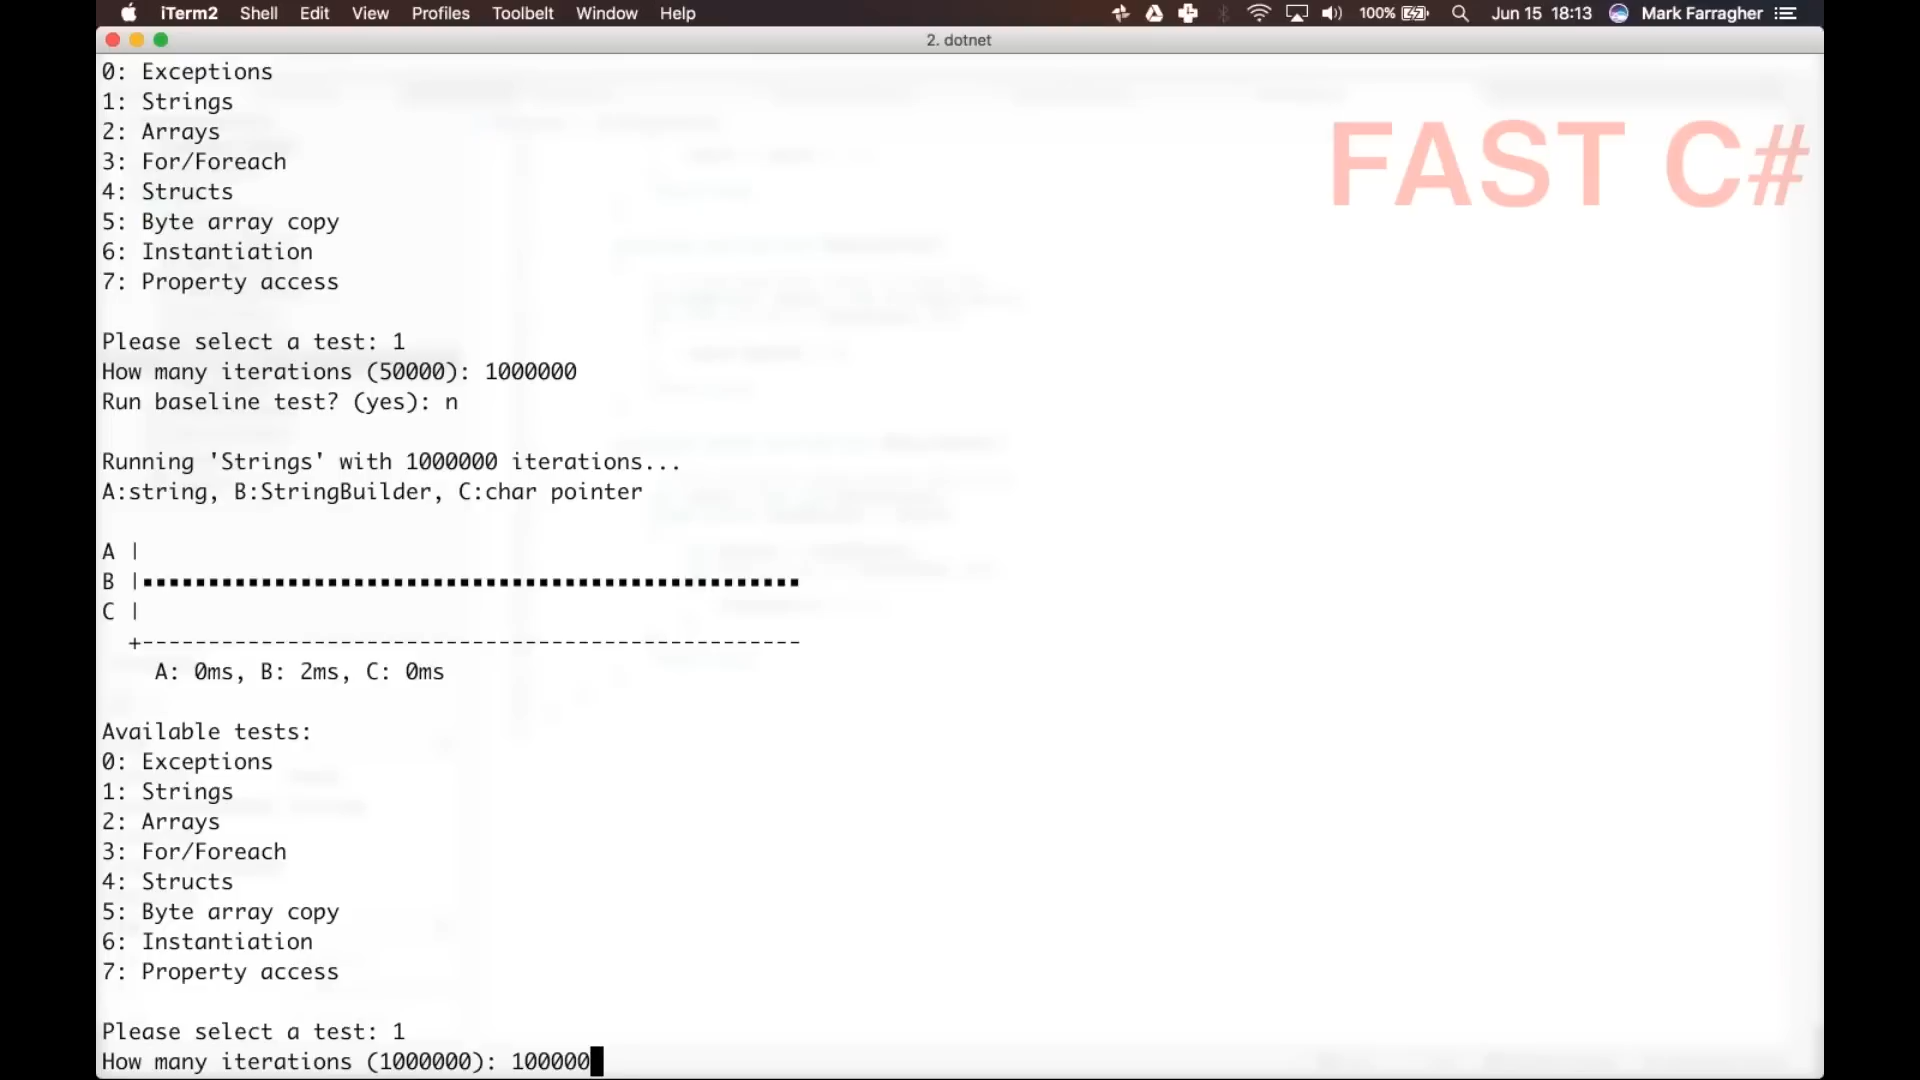 iTerm2 Shell Edit View Profiles Toolbelt Window Help 100% Jun 15 18:13 Mark Farragher
2. dotnet
0: Exceptions
1: Strings
2: Arrays
3: For/Foreach
4: Structs
5: Byte array copy
6: Instantiation
7: Property access
FAST C#
Please select a test: 1
How many iterations (50000): 1000000
Run baseline test? (yes): n
Running 'Strings' with 1000000 iterations...
A:string, B:StringBuilder, C:char pointer
A |
B |▪▪▪▪▪▪▪▪▪▪▪▪▪▪▪▪▪▪▪▪▪▪▪▪▪▪▪▪▪▪▪▪▪▪▪▪▪▪▪▪▪▪▪▪▪▪▪▪▪▪
C |
+--------------------------------------------------
A: 0ms, B: 2ms, C: 0ms
Available tests:
0: Exceptions
1: Strings
2: Arrays
3: For/Foreach
4: Structs
5: Byte array copy
6: Instantiation
7: Property access
Please select a test: 1
How many iterations (1000000): 100000